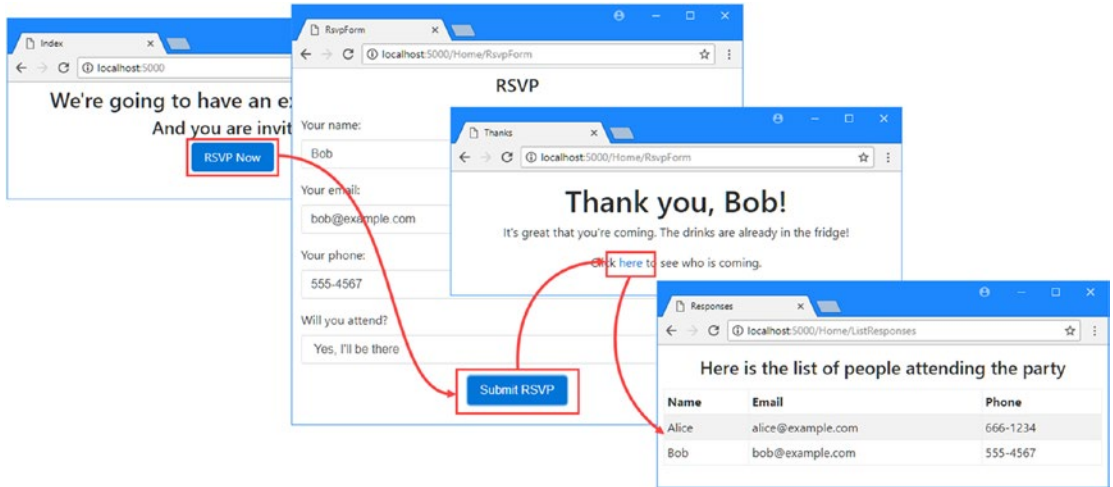 Index
localhost:5000
We're going to have an ex
And you are invit
RSVP Now
RsvpForm
localhost:5000/Home/RsvpForm
RSVP
Your name:
Bob
Your email:
bob@example.com
Your phone:
555-4567
Will you attend?
Yes, I'll be there
Submit RSVP
Thanks
localhost:5000/Home/RsvpForm
Thank you, Bob!
It's great that you're coming. The drinks are already in the fridge!
Click here to see who is coming.
Responses
localhost:5000/Home/ListResponses
Here is the list of people attending the party
Name Email Phone
Alice alice@example.com 666-1234
Bob bob@example.com 555-4567